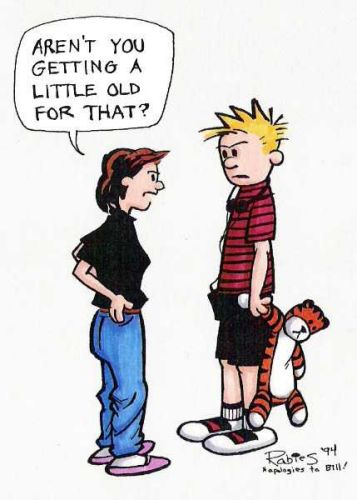 AREN'T YOU
GETTING A
LITTLE OLD
FOR THAT?
Rabies '94
*apologies to Bill!